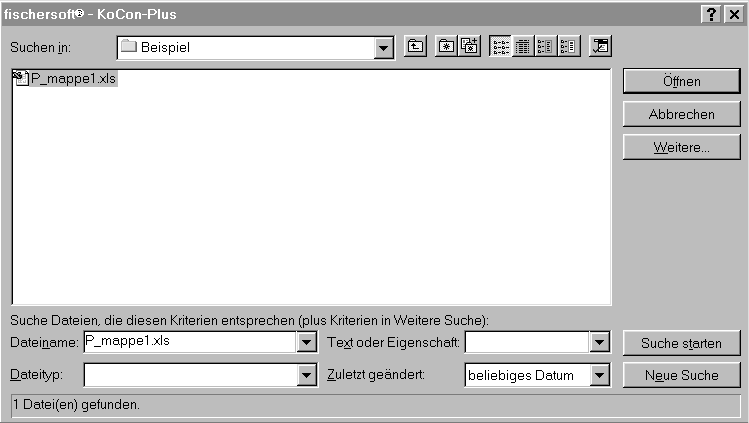 fischersoft® - KoCon-Plus
Suchen in: Beispiel
P_mappe1.xls
Öffnen
Abbrechen
Weitere...
Suche Dateien, die diesen Kriterien entsprechen (plus Kriterien in Weitere Suche):
Dateiname: P_mappe1.xls Text oder Eigenschaft: Suche starten
Dateityp: Zuletzt geändert: beliebiges Datum Neue Suche
1 Datei(en) gefunden.